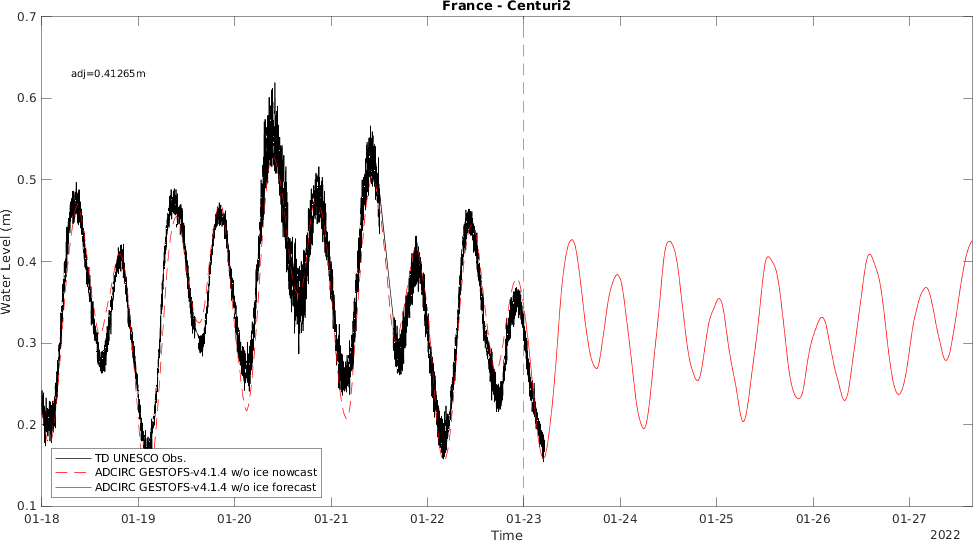 France - Centuri2
0.7
0.6
0.5
0.4
0.3
0.2
0.1
Water Level (m)
adj=0.41265m
TD UNESCO Obs.
ADCIRC GESTOFS-v4.1.4 w/o ice nowcast
ADCIRC GESTOFS-v4.1.4 w/o ice forecast
01-18 01-19 01-20 01-21 01-22 01-23 01-24 01-25 01-26 01-27
Time
2022